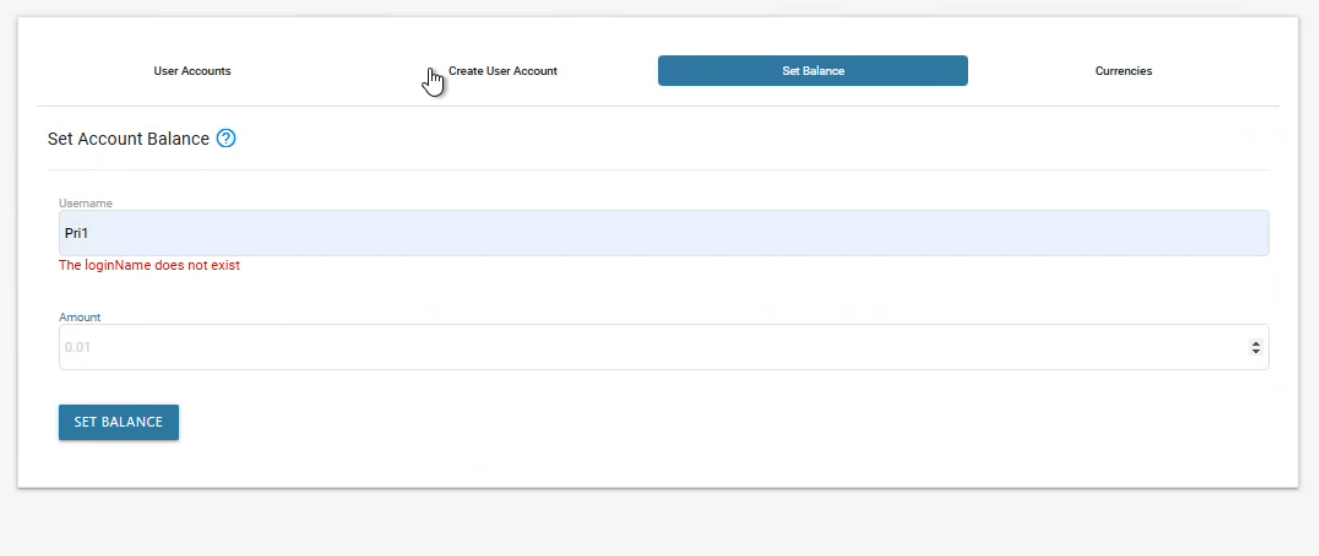 User Accounts Create User Account Set Balance Currencies
Set Account Balance ?
Username
Pri1
The loginName does not exist
Amount
0.01
SET BALANCE